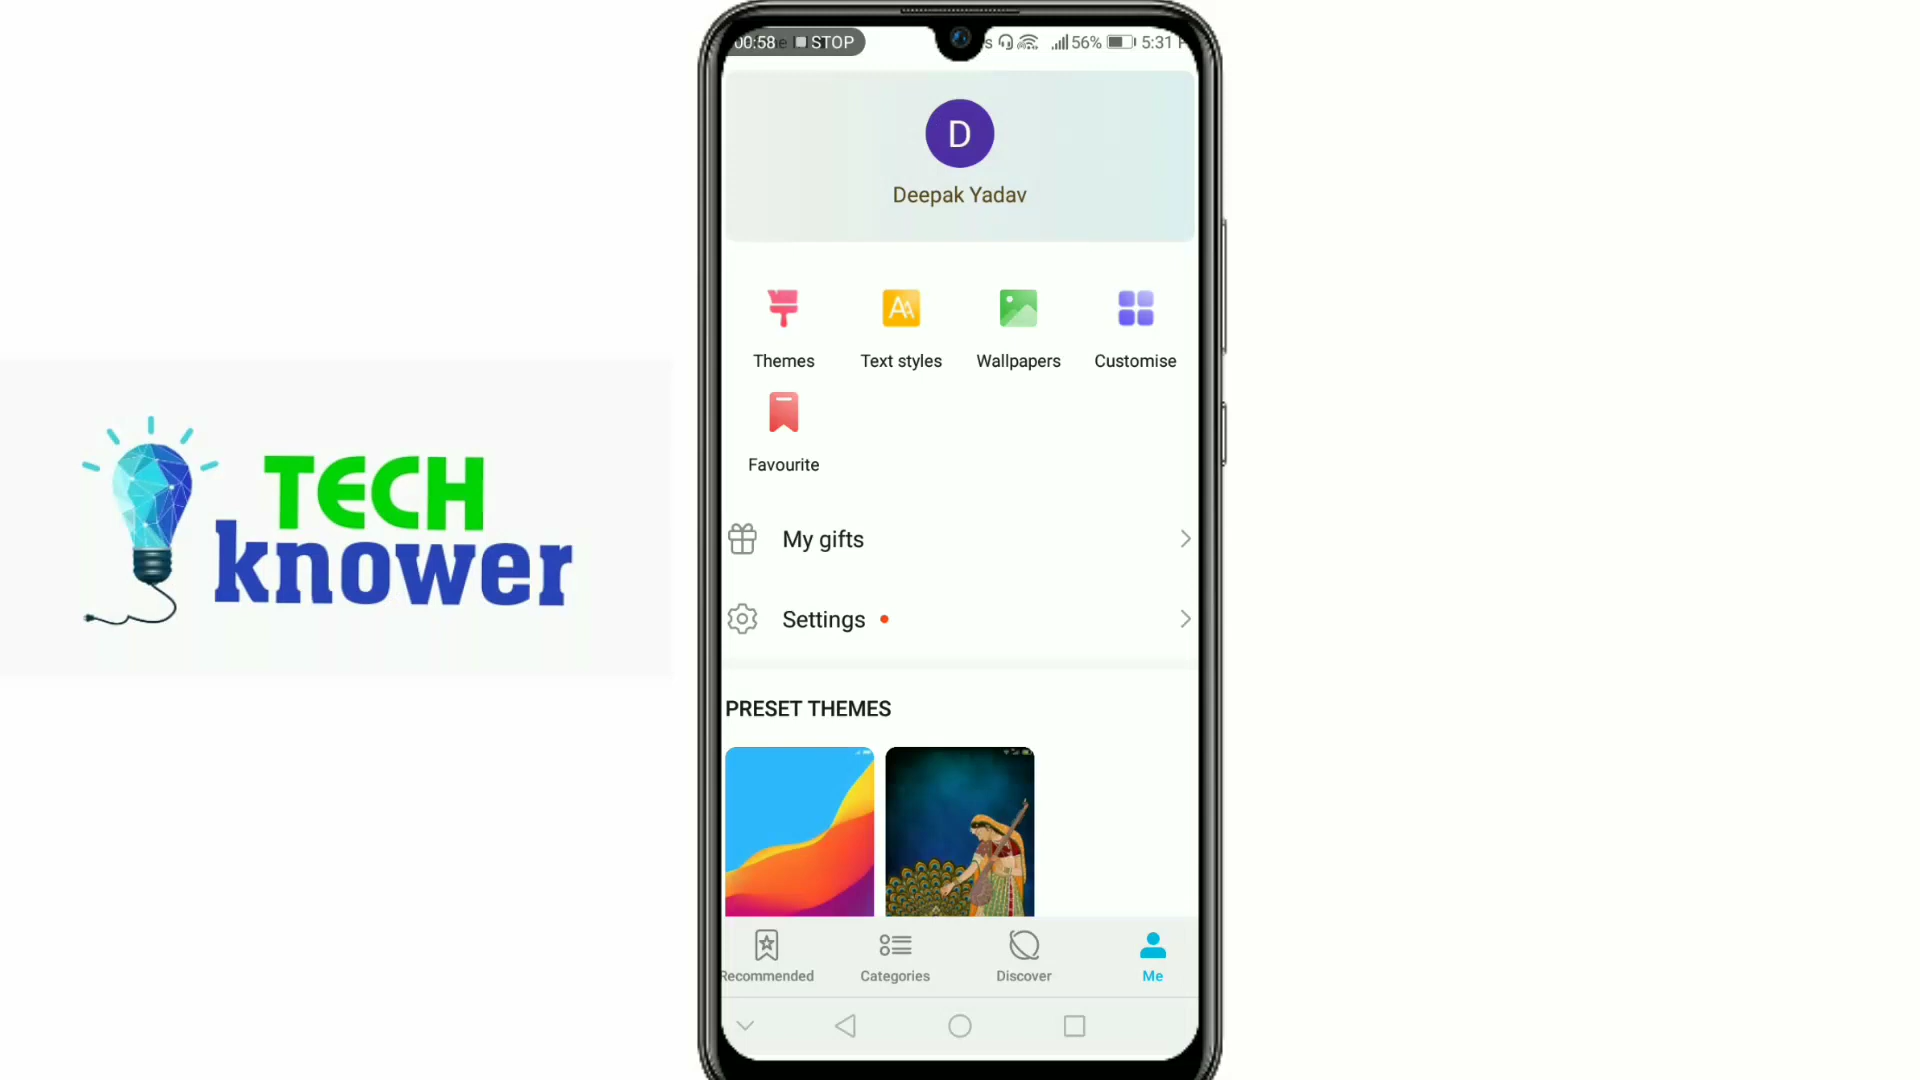 00:58 STOP
56% 5:31
D
Deepak Yadav
Themes Text styles Wallpapers Customise
Favourite
My gifts
Settings
PRESET THEMES
Recommended Categories Discover Me
TECH
knower